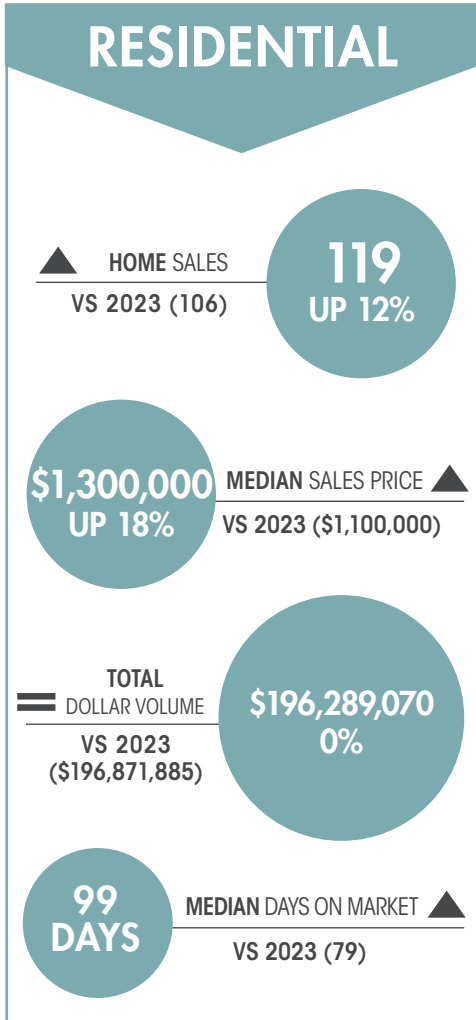 RESIDENTIAL
HOME SALES
VS 2023 (106)
119
UP 12%
$1,300,000
UP 18%
MEDIAN SALES PRICE
VS 2023 ($1,100,000)
TOTAL
DOLLAR VOLUME
VS 2023
($196,871,885)
$196,289,070
0%
99
DAYS
MEDIAN DAYS ON MARKET
VS 2023 (79)